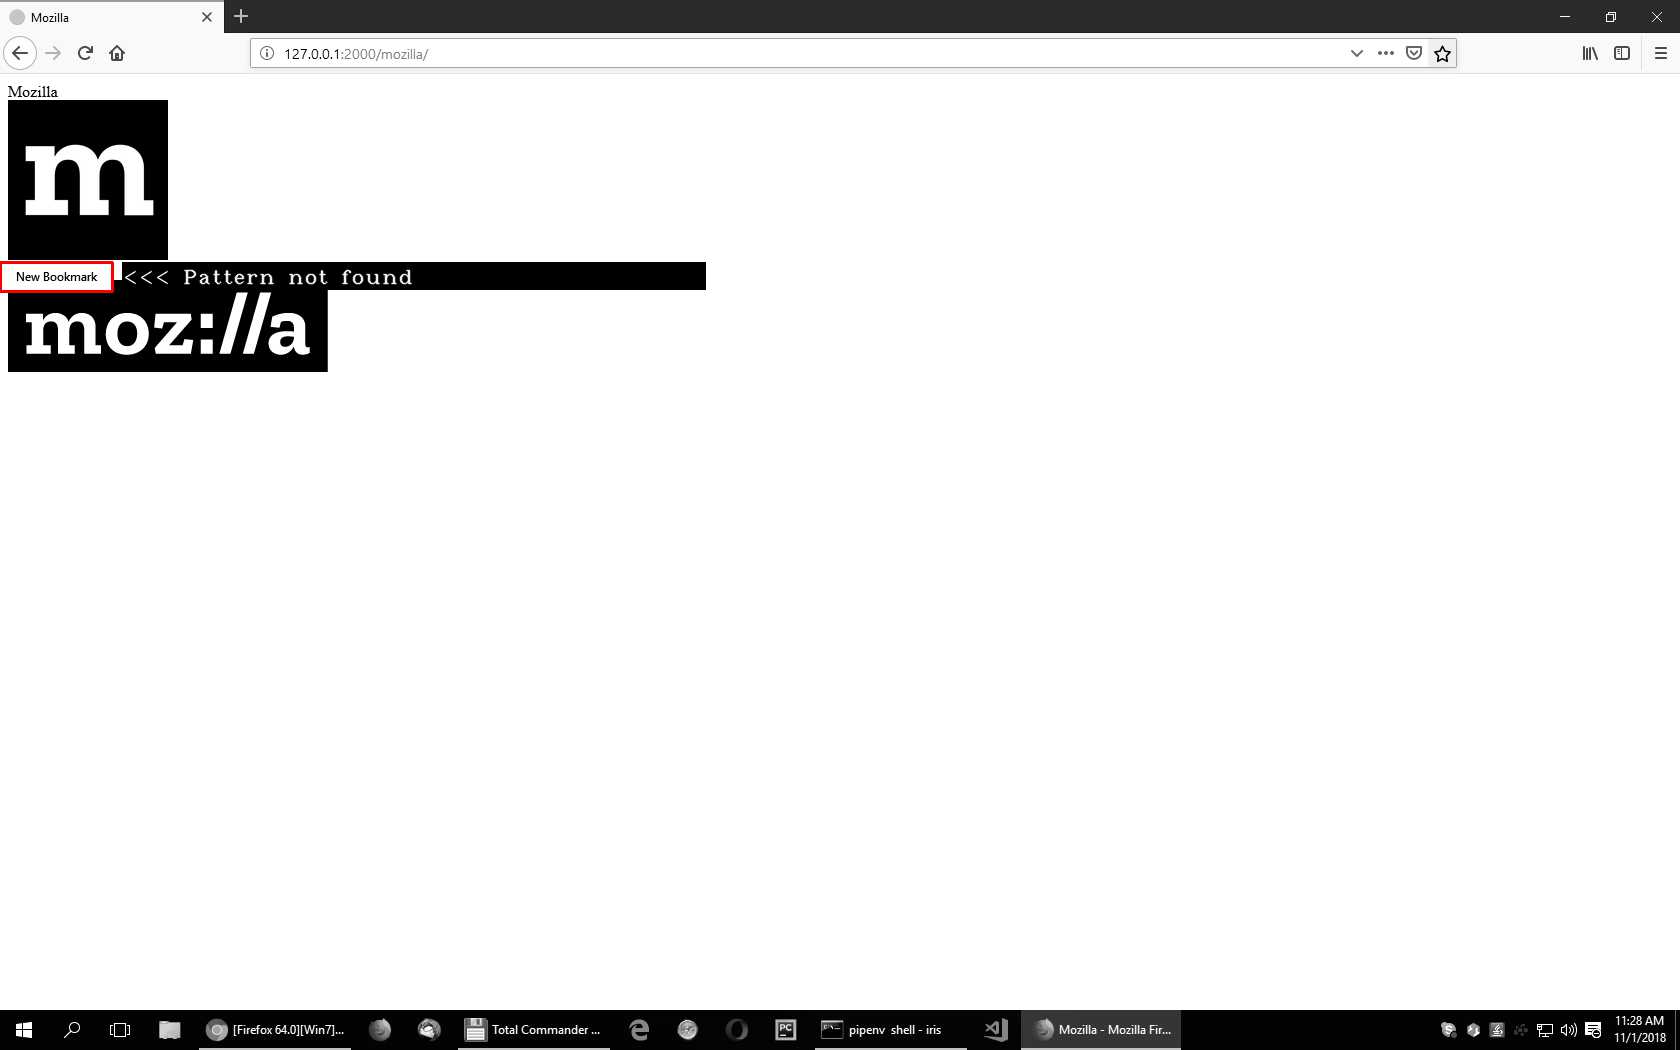 Mozilla
127.0.0.1:2000/mozilla/
Mozilla
m
New Bookmark <<< Pattern not found
moz://a
[Firefox 64.0][Win7]... Total Commander ... PC pipenv shell - iris Mozilla - Mozilla Fir... 11:28 AM
11/1/2018